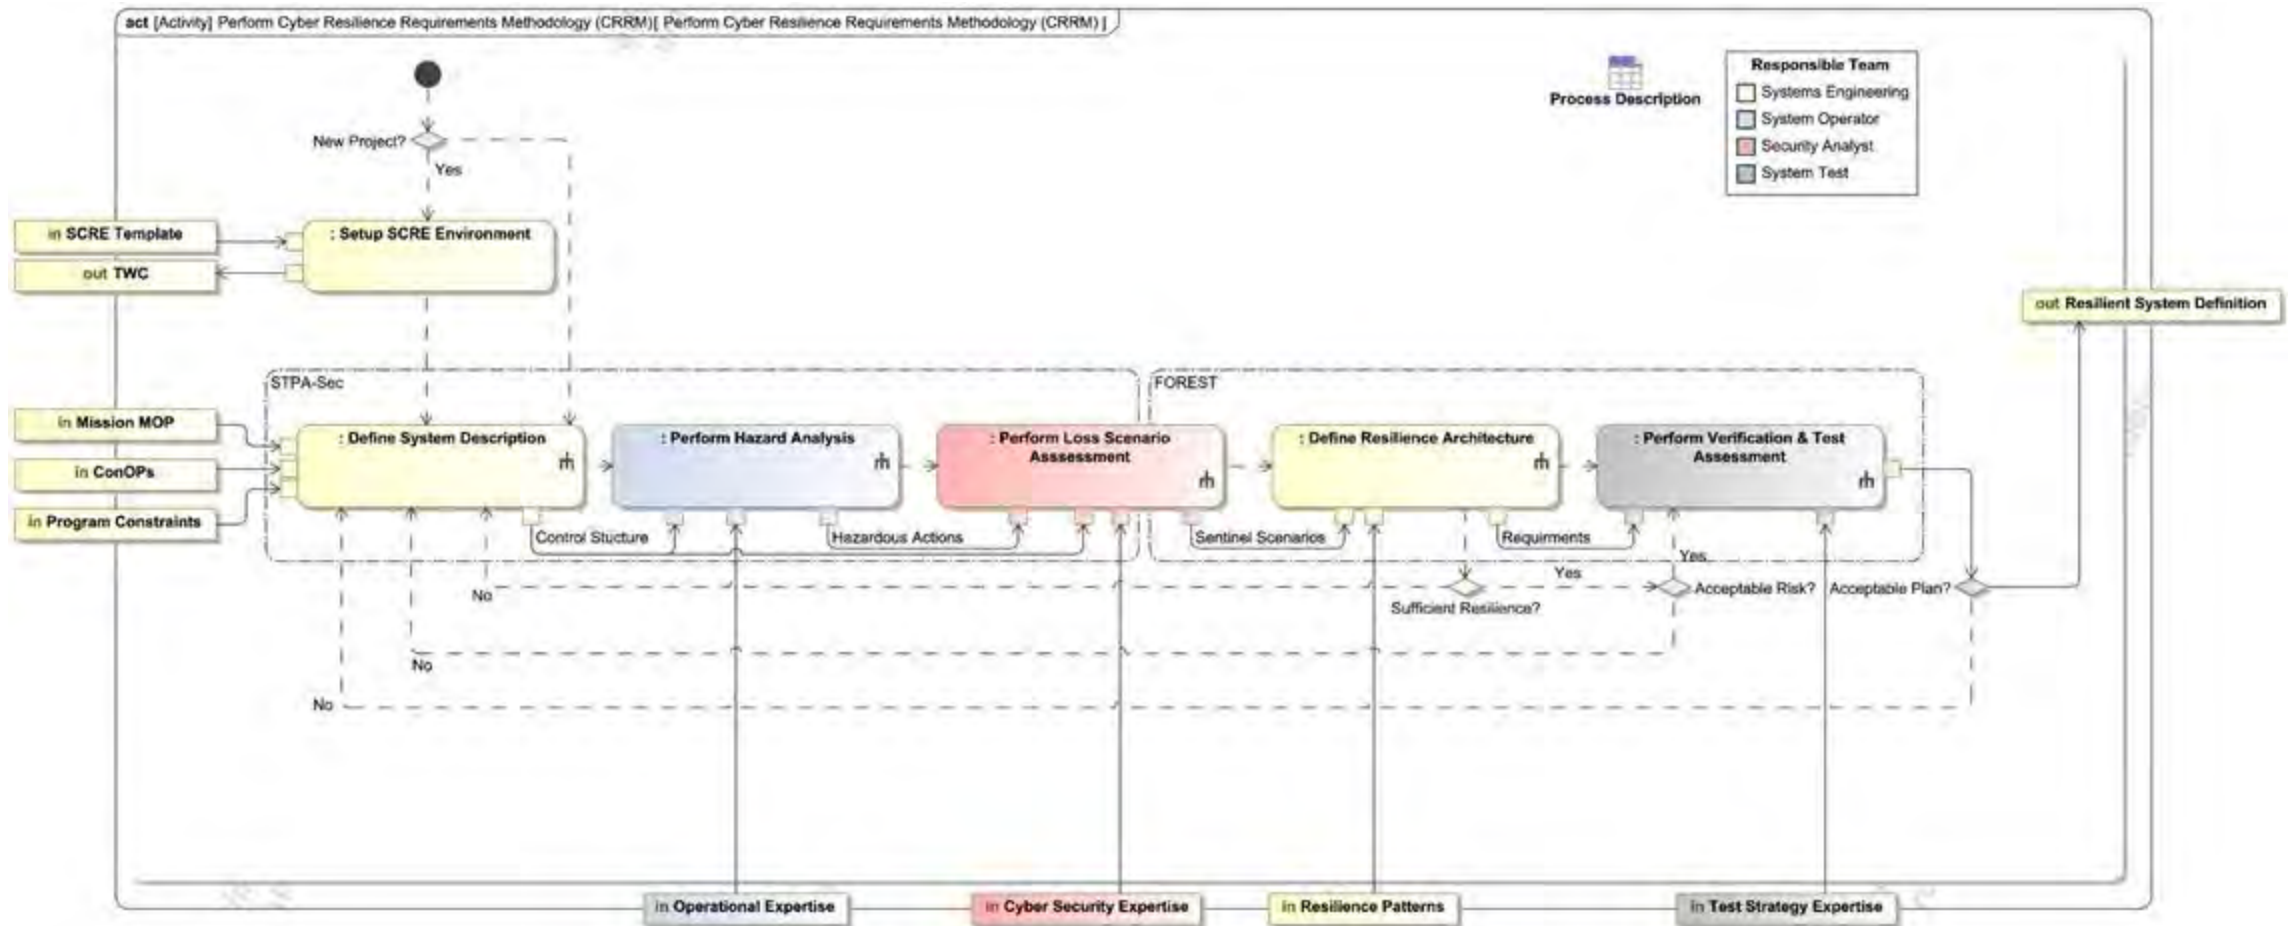 act [Activity] Perform Cyber Resilience Requirements Methodology (CRRM)[ Perform Cyber Resilience Requirements Methodology (CRRM) ]
Process Description
Responsible Team
Systems Engineering
System Operator
Security Analyst
System Test
New Project?
Yes
in SCRE Template
out TWC
: Setup SCRE Environment
out Resilient System Definition
STPA-Sec
FOREST
in Mission MOP
in ConOPs
in Program Constraints
: Define System Description
: Perform Hazard Analysis
: Perform Loss Scenario
Asssessment
: Define Resilience Architecture
: Perform Verification & Test
Assessment
Control Stucture
Hazardous Actions
Sentinel Scenarios
Requirments
Yes
Yes
No
Sufficient Resilience?
Acceptable Risk?
Acceptable Plan?
No
No
in Operational Expertise
in Cyber Security Expertise
in Resilience Patterns
in Test Strategy Expertise